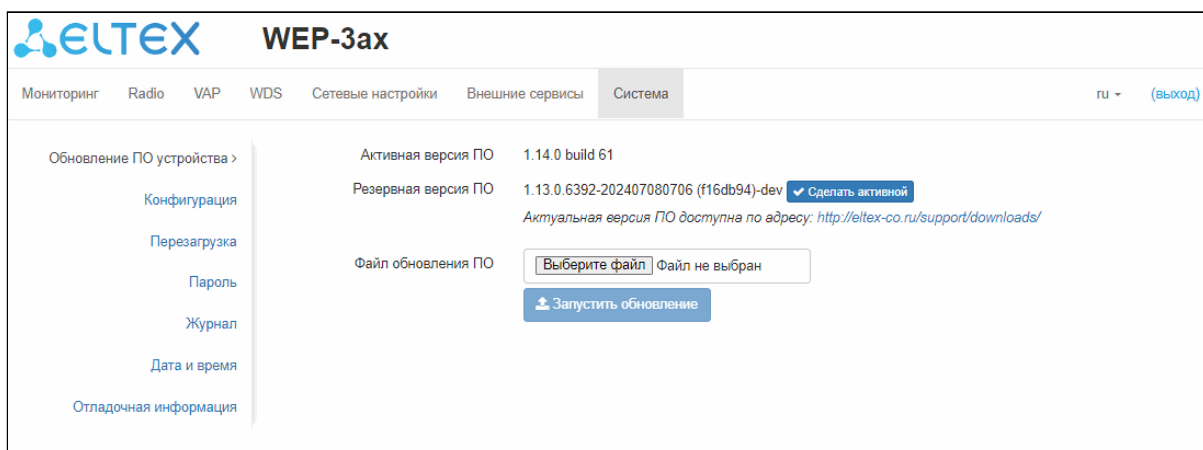 ELTEX WEP-3ax
Мониторинг Radio VAP WDS Сетевые настройки Внешние сервисы Система ru (выход)
Обновление ПО устройства >
Конфигурация
Перезагрузка
Пароль
Журнал
Дата и время
Отладочная информация
Активная версия ПО 1.14.0 build 61
Резервная версия ПО 1.13.0.6392-202407080706 (f16db94)-dev Сделать активной
Актуальная версия ПО доступна по адресу: http://eltex-co.ru/support/downloads/
Файл обновления ПО Выберите файл Файл не выбран
Запустить обновление